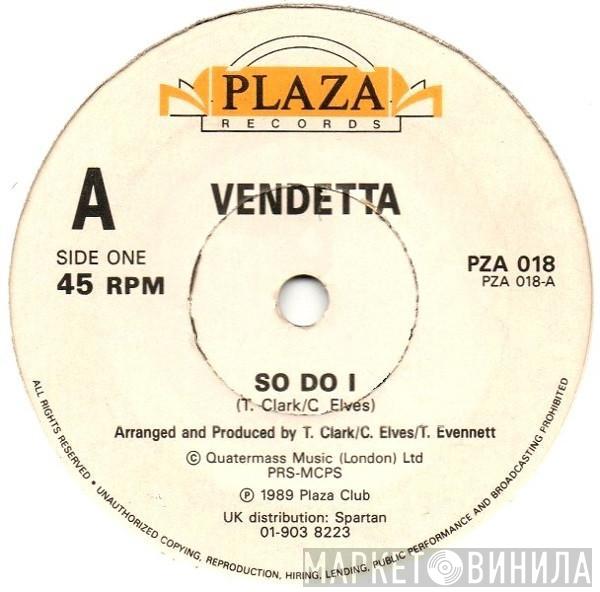 PLAZA
RECORDS
A
VENDETTA
SIDE ONE
45 RPM
PZA 018
PZA 018-A
SO DO I
(T. Clark/C Elves)
Arranged and Produced by T. Clark/C. Elves/T. Evennett
© Quatermass Music (London) Ltd
PRS-MCPS
℗ 1989 Plaza Club
UK distribution: Spartan
01-903 8223
ALL RIGHTS RESERVED • UNAUTHORIZED COPYING, REPRODUCTION, HIRING, LENDING, PUBLIC PERFORMANCE AND BROADCASTING PROHIBITED
МАРКЕТ ВИНИЛА